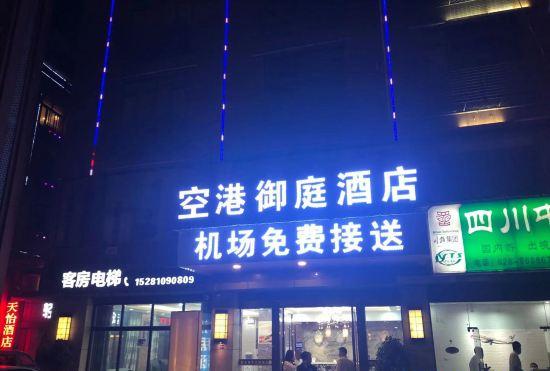 空港御庭酒店
机场免费接送
客房电梯 15281090809
四川中
天怡酒店